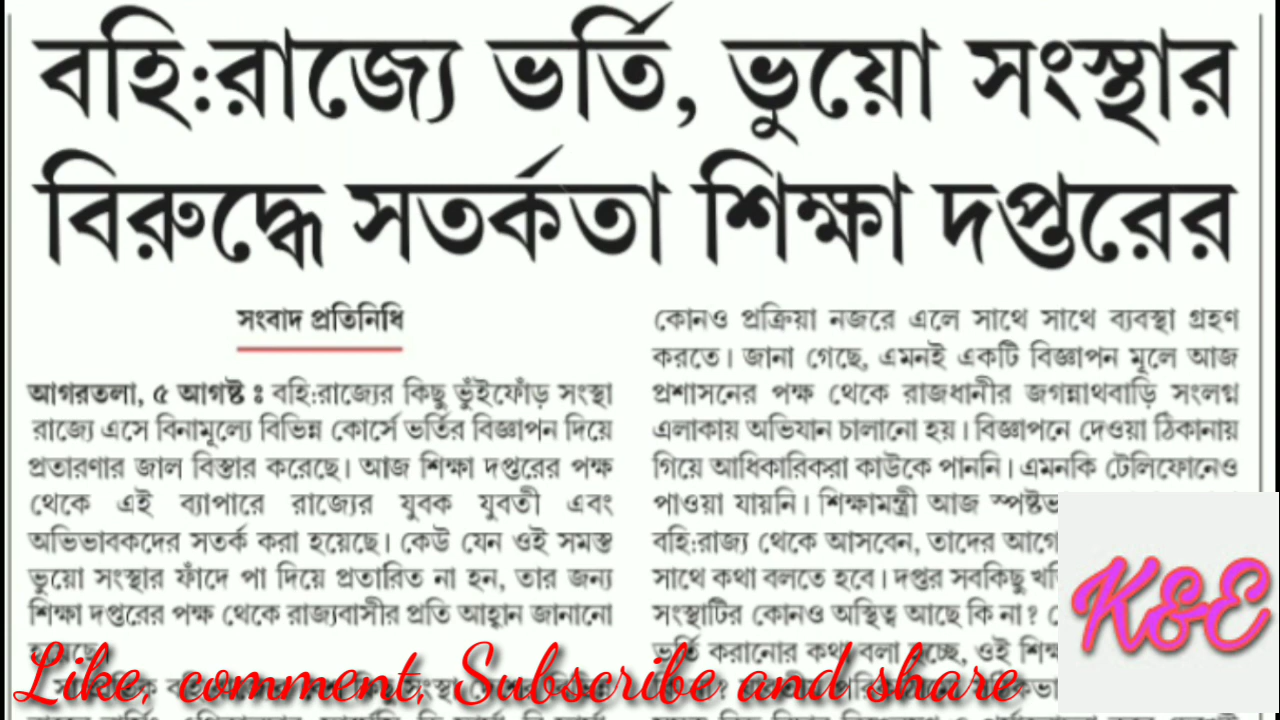 বহি:রাজ্যে ভর্তি, ভুয়ো সংস্থার
বিরুদ্ধে সতর্কতা শিক্ষা দপ্তরের
সংবাদ প্রতিনিধি
আগরতলা, ৫ আগষ্ট ঃ বহি:রাজ্যের কিছু ভুঁইফোঁড় সংস্থা
রাজ্যে এসে বিনামূল্যে বিভিন্ন কোর্সে ভর্তির বিজ্ঞাপন দিয়ে
প্রতারণার জাল বিস্তার করেছে। আজ শিক্ষা দপ্তরের পক্ষ
থেকে এই ব্যাপারে রাজ্যের যুবক যুবতী এবং
অভিভাবকদের সতর্ক করা হয়েছে। কেউ যেন ওই সমস্ত
ভুয়ো সংস্থার ফাঁদে পা দিয়ে প্রতারিত না হন, তার জন্য
শিক্ষা দপ্তরের পক্ষ থেকে রাজ্যবাসীর প্রতি আহ্বান জানানো
কোনও প্রক্রিয়া নজরে এলে সাথে সাথে ব্যবস্থা গ্রহণ
করতে। জানা গেছে, এমনই একটি বিজ্ঞাপন মূলে আজ
প্রশাসনের পক্ষ থেকে রাজধানীর জগন্নাথবাড়ি সংলগ্ন
এলাকায় অভিযান চালানো হয়। বিজ্ঞাপনে দেওয়া ঠিকানায়
গিয়ে আধিকারিকরা কাউকে পাননি। এমনকি টেলিফোনেও
পাওয়া যায়নি। শিক্ষামন্ত্রী আজ
বহি:রাজ্য থেকে আসবেন, তাদের
সাথে কথা বলতে হবে। দপ্তর সবকিছু
সংস্থাটির কোনও অস্থিত্ব আছে কি না?
ভর্তি করানোর কথা বলা হচ্ছে, ওই
Like, comment, Subscribe and share
K&E